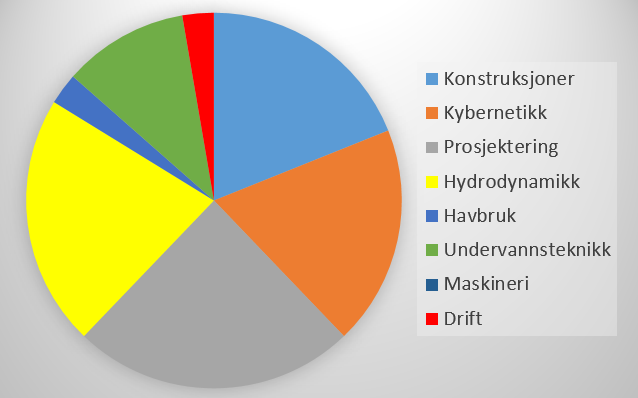 Konstruksjoner
Kybernetikk
Prosjektering
Hydrodynamikk
Havbruk
Undervannsteknikk
Maskineri
Drift